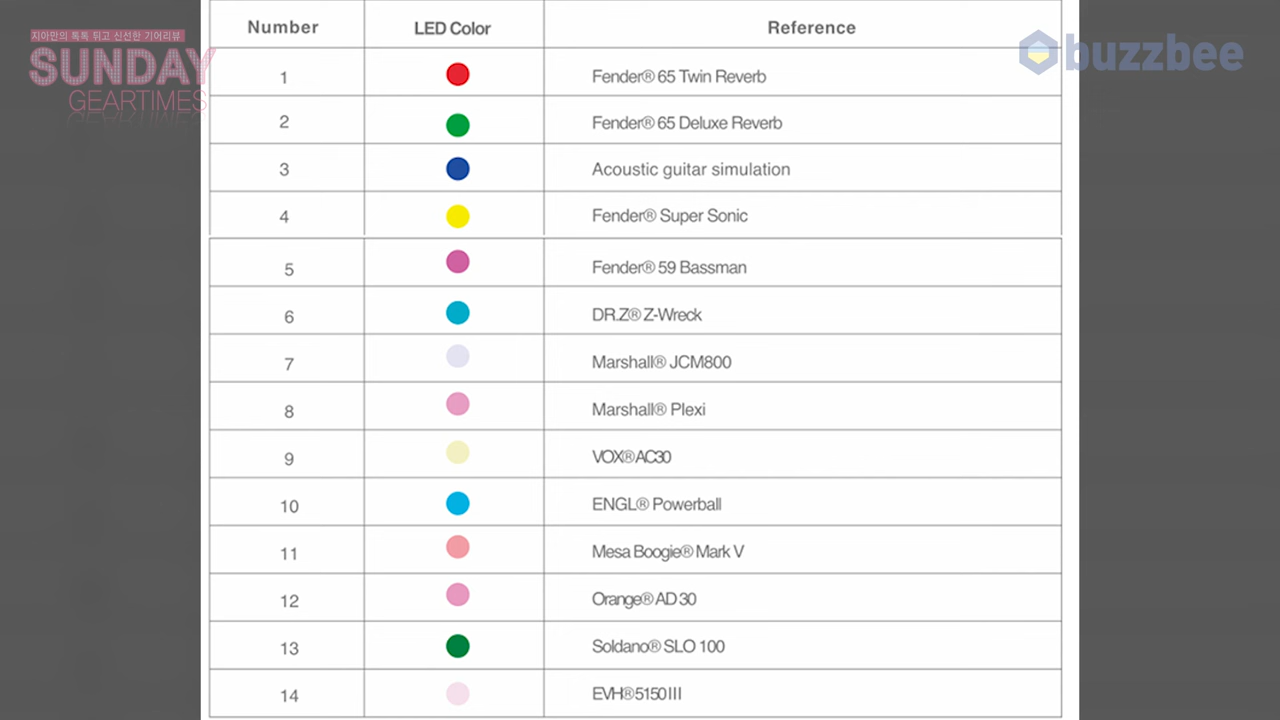 Number LED Color Reference
지아만의 톡톡 튀고 신선한 기어리뷰
SUNDAY
GEARTIMES
buzzbee
1 Fender® 65 Twin Reverb
2 Fender® 65 Deluxe Reverb
3 Acoustic guitar simulation
4 Fender® Super Sonic
5 Fender® 59 Bassman
6 DR.Z® Z-Wreck
7 Marshall® JCM800
8 Marshall® Plexi
9 VOX® AC30
10 ENGL® Powerball
11 Mesa Boogie® Mark V
12 Orange® AD 30
13 Soldano® SLO 100
14 EVH® 5150 III